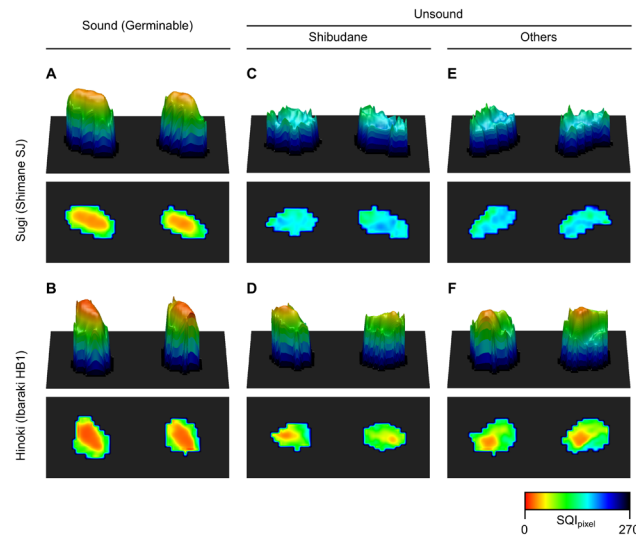 Sound (Germinable)
Unsound
Shibudane
Others
A
C
E
Sugi (Shimane SJ)
B
D
F
Hinoki (Ibaraki HB1)
0
SQIpixel
270